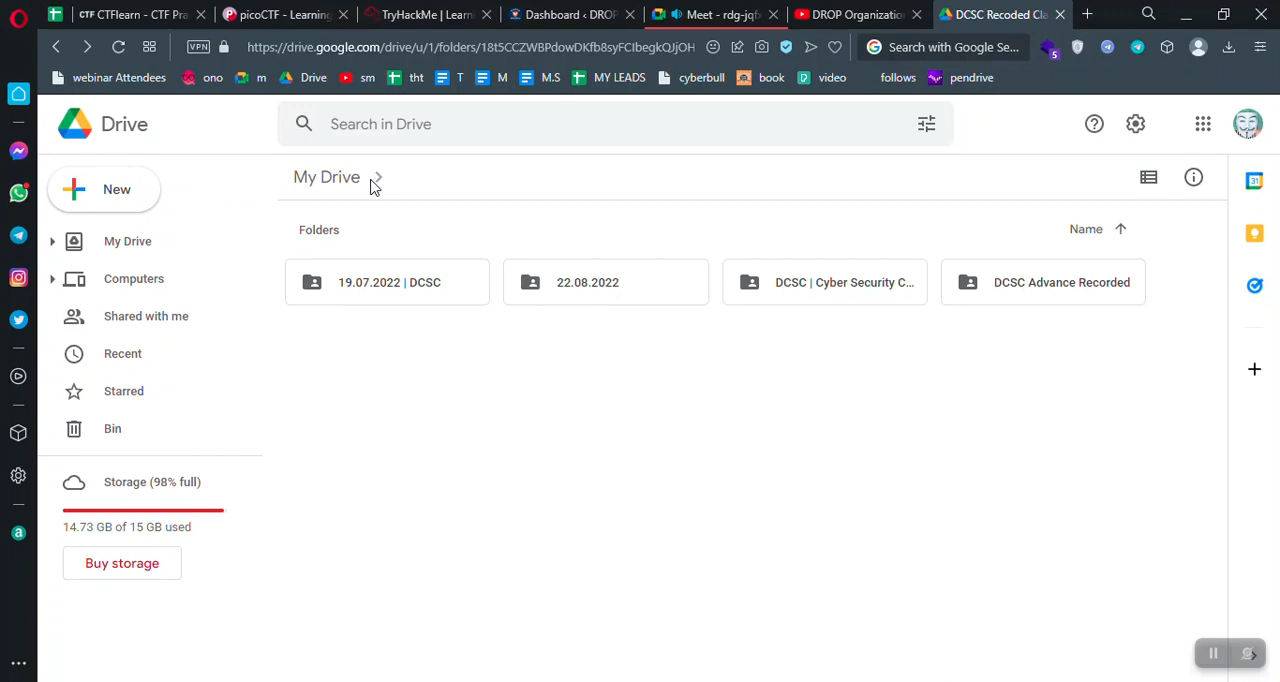 CTF CTFlearn - CTF Pra
picoCTF - Learning
TryHackMe | Learn
Dashboard ‹ DROP
Meet - rdg-jqf
DROP Organizatio
DCSC Recoded Cla
VPN
https://drive.google.com/drive/u/1/folders/18t5CCZWBPdowDKfb8syFCIbegkQJjOH
Search with Google Se...
5
webinar Attendees
ono
m
Drive
sm
tht
T
M
M.S
MY LEADS
cyberbull
book
video
follows
pendrive
Drive
Search in Drive
New
My Drive
Folders
Name
31
My Drive
19.07.2022 | DCSC
22.08.2022
DCSC | Cyber Security C...
DCSC Advance Recorded
Computers
Shared with me
Recent
Starred
Bin
Storage (98% full)
14.73 GB of 15 GB used
Buy storage
a